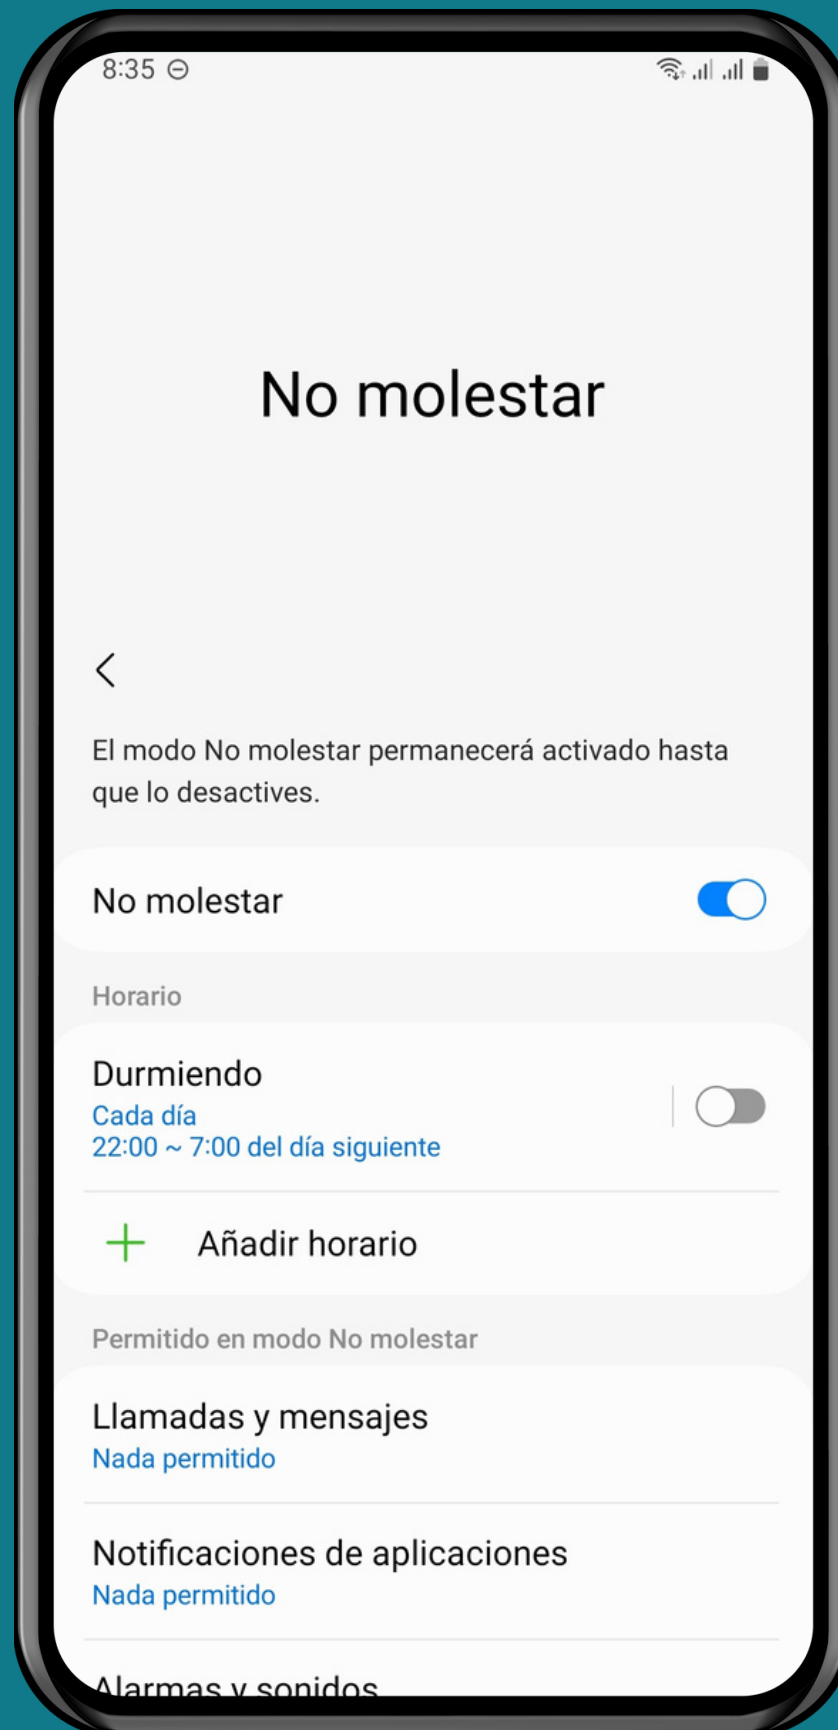 8:35
No molestar
El modo No molestar permanecerá activado hasta
que lo desactives.
No molestar
Horario
Durmiendo
Cada día
22:00 ~ 7:00 del día siguiente
Añadir horario
Permitido en modo No molestar
Llamadas y mensajes
Nada permitido
Notificaciones de aplicaciones
Nada permitido
Alarmas y sonidos